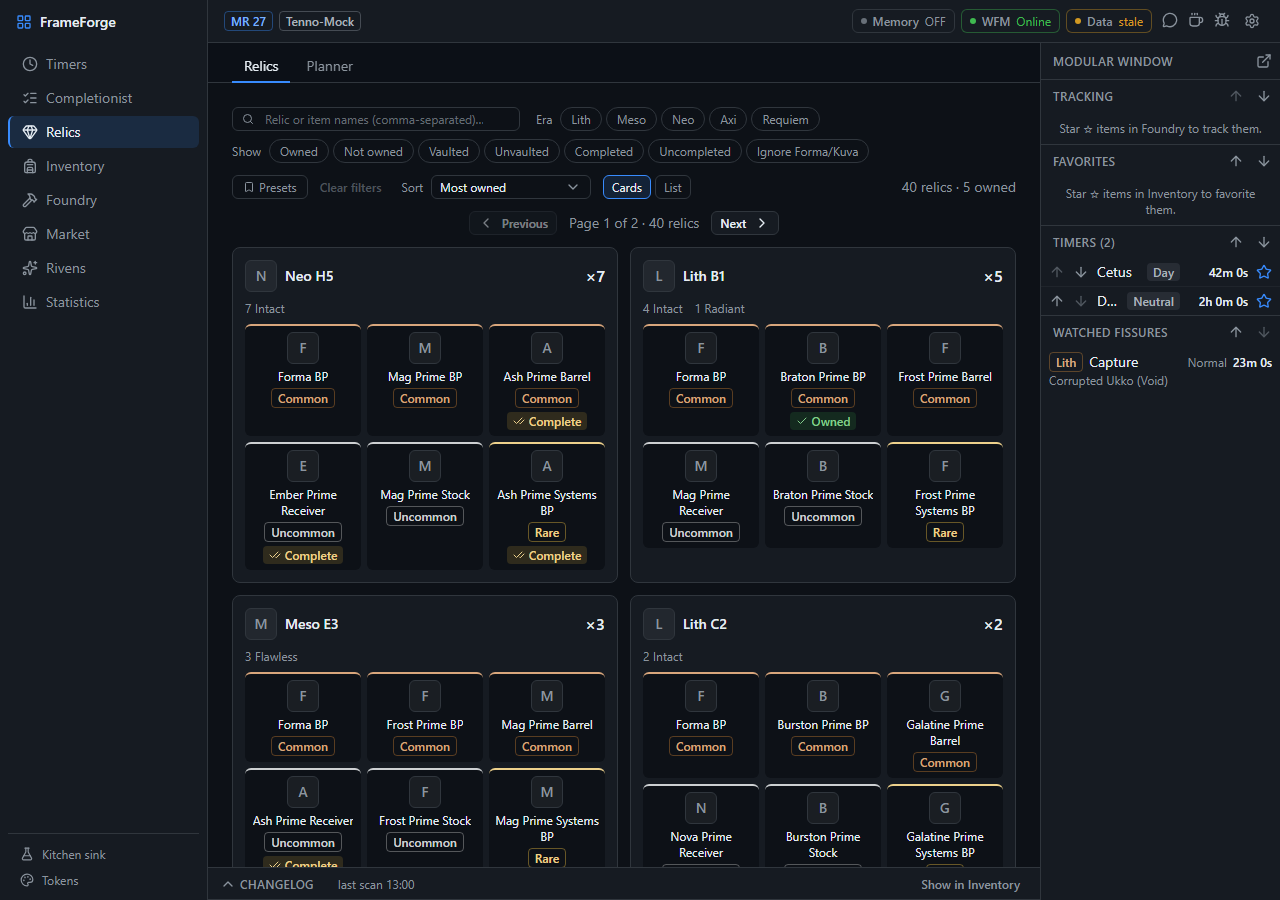 FrameForge
Timers
Completionist
Relics
Inventory
Foundry
Market
Rivens
Statistics
Kitchen sink
Tokens
MR 27
Tenno-Mock
Memory OFF
WFM Online
Data stale
Relics
Planner
Relic or item names (comma-separated)...
Era
Lith
Meso
Neo
Axi
Requiem
Show
Owned
Not owned
Vaulted
Unvaulted
Completed
Uncompleted
Ignore Forma/Kuva
Presets
Clear filters
Sort
Most owned
Cards
List
40 relics · 5 owned
Previous
Page 1 of 2 · 40 relics
Next
N
Neo H5
×7
7 Intact
F
Forma BP
Common
M
Mag Prime BP
Common
A
Ash Prime Barrel
Common
Complete
E
Ember Prime
Receiver
Uncommon
Complete
M
Mag Prime Stock
Uncommon
A
Ash Prime Systems
BP
Rare
Complete
L
Lith B1
×5
4 Intact
1 Radiant
F
Forma BP
Common
B
Braton Prime BP
Common
Owned
F
Frost Prime Barrel
Common
M
Mag Prime
Receiver
Uncommon
B
Braton Prime Stock
Uncommon
F
Frost Prime
Systems BP
Rare
M
Meso E3
×3
3 Flawless
F
Forma BP
Common
F
Frost Prime BP
Common
M
Mag Prime Barrel
Common
A
Ash Prime Receiver
Uncommon
Complete
F
Frost Prime Stock
Uncommon
M
Mag Prime Systems
BP
Rare
L
Lith C2
×2
2 Intact
F
Forma BP
Common
B
Burston Prime BP
Common
G
Galatine Prime
Barrel
Common
N
Nova Prime
Receiver
B
Burston Prime
Stock
G
Galatine Prime
Systems BP
CHANGELOG
last scan 13:00
Show in Inventory
MODULAR WINDOW
TRACKING
Star ☆ items in Foundry to track them.
FAVORITES
Star ☆ items in Inventory to favorite
them.
TIMERS (2)
Cetus
Day
42m 0s
D...
Neutral
2h 0m 0s
WATCHED FISSURES
Lith
Capture
Normal
23m 0s
Corrupted Ukko (Void)